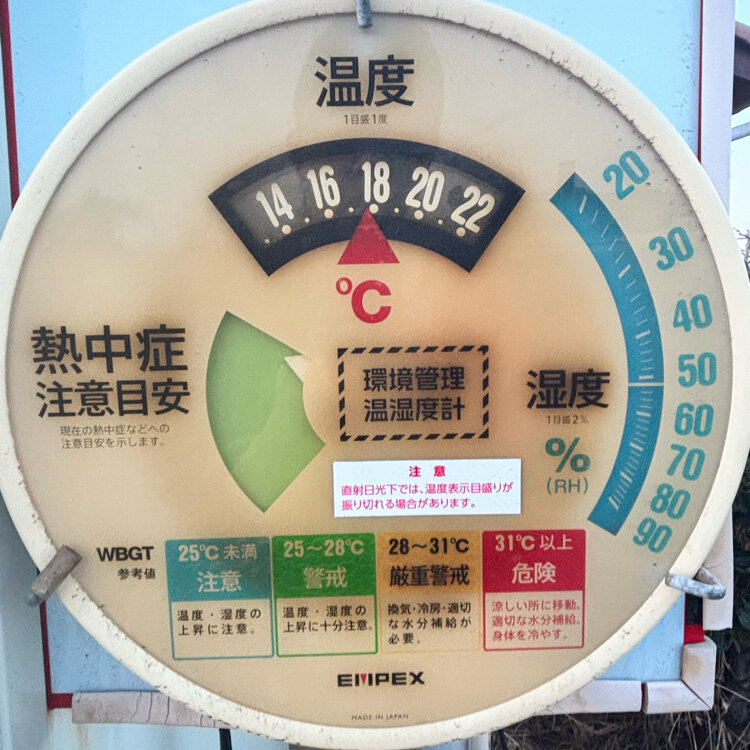 温度
1目盛1度
14 16 18 20 22
℃
20
30
40
50
60
70
80
90
熱中症
注意目安
現在の熱中症などへの
注意目安を示します。
環境管理
温湿度計
湿度
1目盛2%
%
(RH)
注 意
直射日光下では、温度表示目盛りが
振り切れる場合があります。
WBGT
参考値
25℃未満
注意
温度・湿度の
上昇に注意。
25～28℃
警戒
温度・湿度の
上昇に十分注意。
28～31℃
厳重警戒
換気・冷房・適切
な水分補給が
必要。
31℃以上
危険
涼しい所に移動。
適切な水分補給。
身体を冷やす。
EMPEX
MADE IN JAPAN